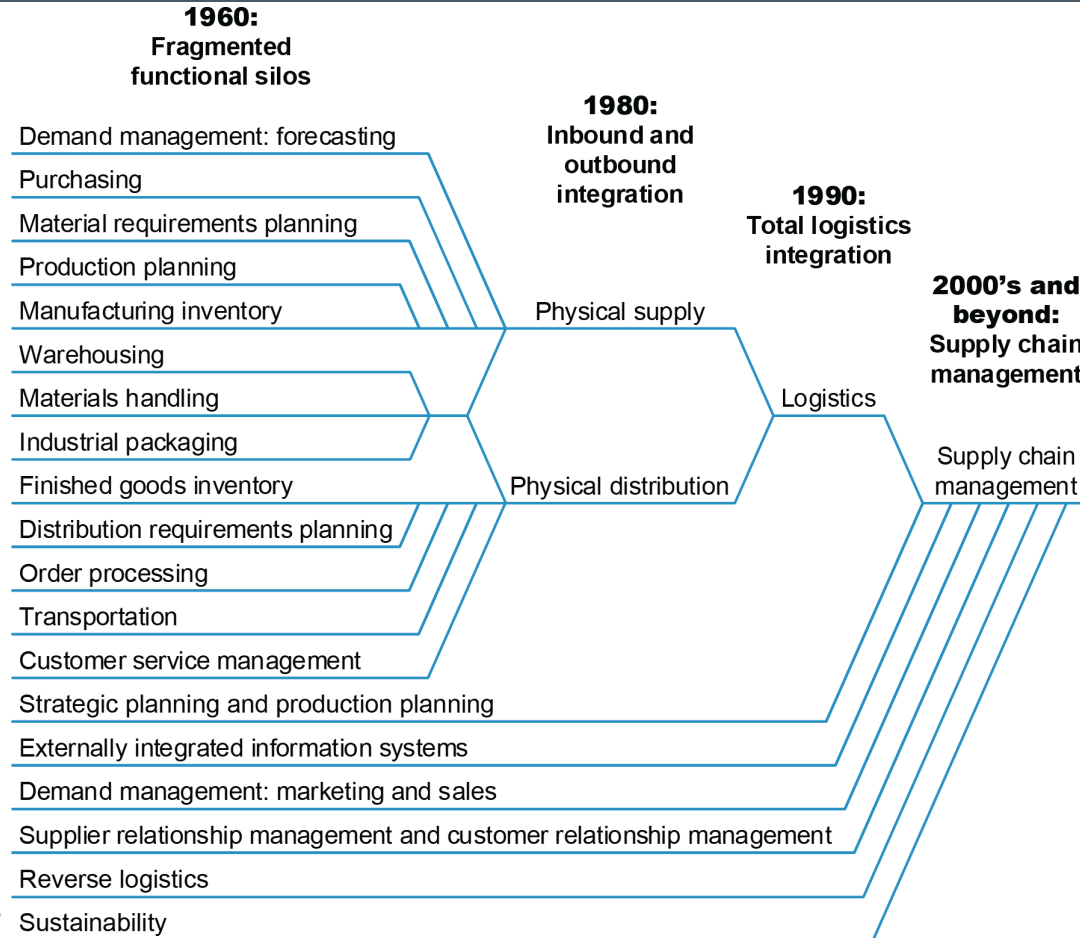 1960:
Fragmented
functional silos
1980:
Inbound and
outbound
integration
1990:
Total logistics
integration
2000's and
beyond:
Supply chain
management
Demand management: forecasting
Purchasing
Material requirements planning
Production planning
Manufacturing inventory
Warehousing
Materials handling
Industrial packaging
Finished goods inventory
Distribution requirements planning
Order processing
Transportation
Customer service management
Strategic planning and production planning
Externally integrated information systems
Demand management: marketing and sales
Supplier relationship management and customer relationship management
Reverse logistics
Sustainability
Physical supply
Physical distribution
Logistics
Supply chain
management